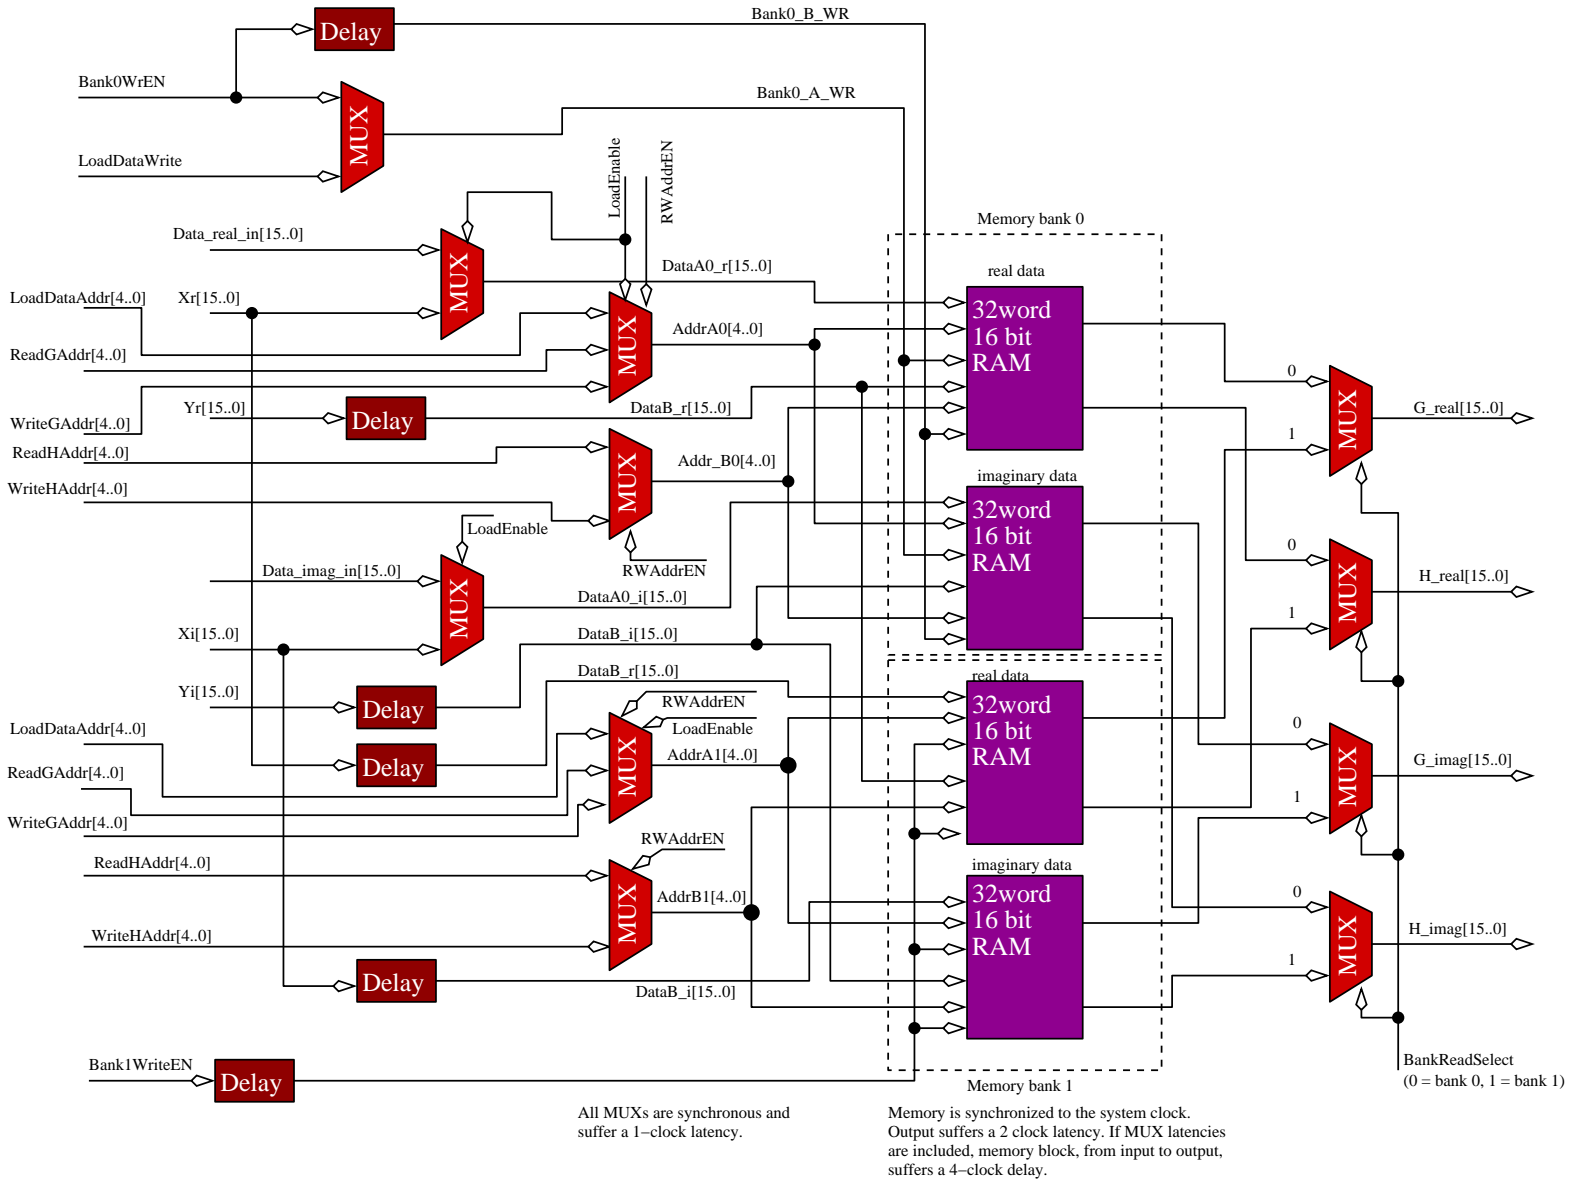 Bank0_B_WR
Delay
Bank0WrEN
Bank0_A_WR
MUX
LoadDataWrite
LoadEnable
RWAddrEN
Memory bank 0
Data_real_in[15..0]
MUX
DataA0_r[15..0]
real data
LoadDataAddr[4..0]
Xr[15..0]
32word
16 bit
RAM
MUX
AddrA0[4..0]
ReadGAddr[4..0]
0
MUX
G_real[15..0]
Yr[15..0]
Delay
DataB_r[15..0]
WriteGAddr[4..0]
1
ReadHAddr[4..0]
MUX
Addr_B0[4..0]
imaginary data
WriteHAddr[4..0]
32word
16 bit
RAM
LoadEnable
0
RWAddrEN
Data_imag_in[15..0]
MUX
H_real[15..0]
MUX
DataA0_i[15..0]
1
Xi[15..0]
DataB_i[15..0]
DataB_r[15..0]
real data
Yi[15..0]
Delay
RWAddrEN
32word
16 bit
RAM
LoadDataAddr[4..0]
LoadEnable
0
MUX
AddrA1[4..0]
Delay
ReadGAddr[4..0]
MUX
G_imag[15..0]
1
WriteGAddr[4..0]
RWAddrEN
ReadHAddr[4..0]
imaginary data
32word
16 bit
RAM
MUX
AddrB1[4..0]
0
WriteHAddr[4..0]
MUX
H_imag[15..0]
1
Delay
DataB_i[15..0]
Bank1WriteEN
Delay
Memory bank 1
BankReadSelect
(0 = bank 0, 1 = bank 1)
All MUXs are synchronous and
suffer a 1−clock latency.
Memory is synchronized to the system clock.
Output suffers a 2 clock latency. If MUX latencies
are included, memory block, from input to output,
suffers a 4−clock delay.